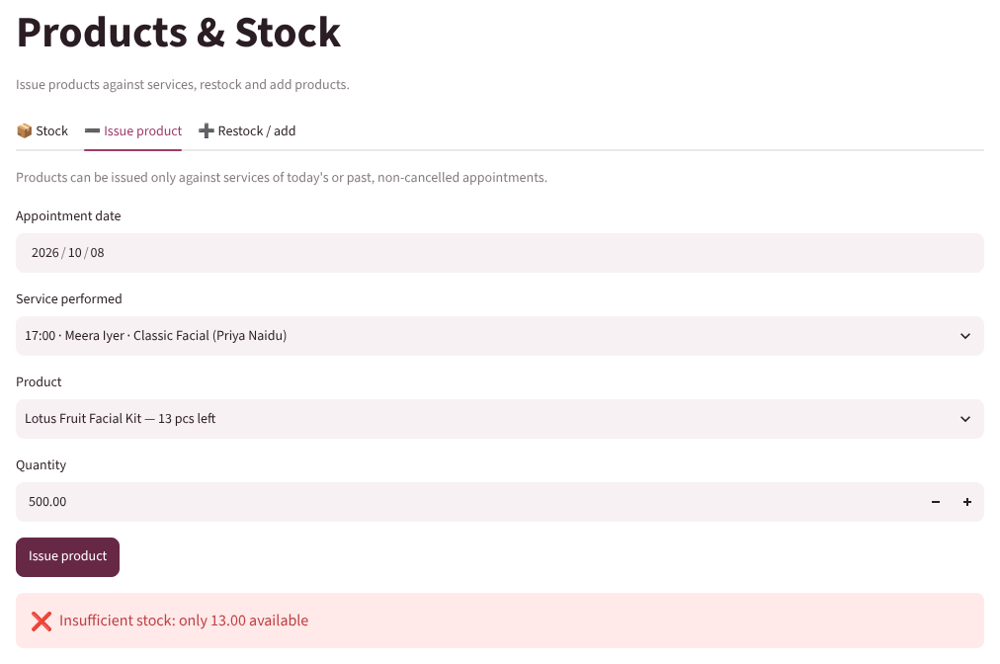 Products & Stock
Issue products against services, restock and add products.
📦 Stock ➖ Issue product ➕ Restock / add
Products can be issued only against services of today's or past, non-cancelled appointments.
Appointment date
2026 / 10 / 08
Service performed
17:00 · Meera Iyer · Classic Facial (Priya Naidu)
Product
Lotus Fruit Facial Kit — 13 pcs left
Quantity
500.00
Issue product
❌ Insufficient stock: only 13.00 available